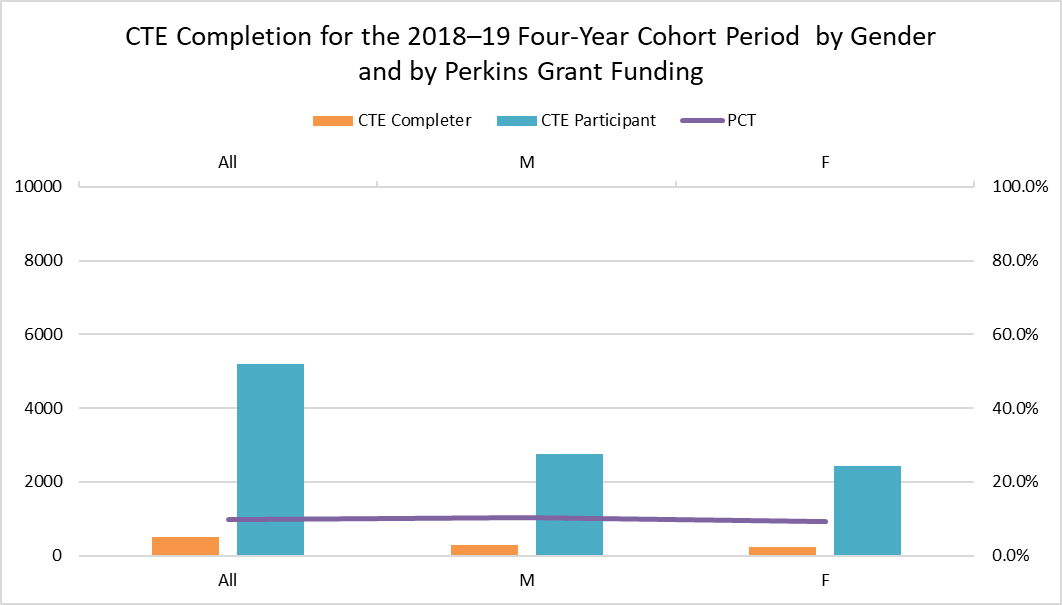 CTE Completion for the 2018–19 Four-Year Cohort Period by Gender
and by Perkins Grant Funding
CTE Completer CTE Participant PCT
All M F
10000 100.0%
8000 80.0%
6000 60.0%
4000 40.0%
2000 20.0%
0 0.0%
All M F